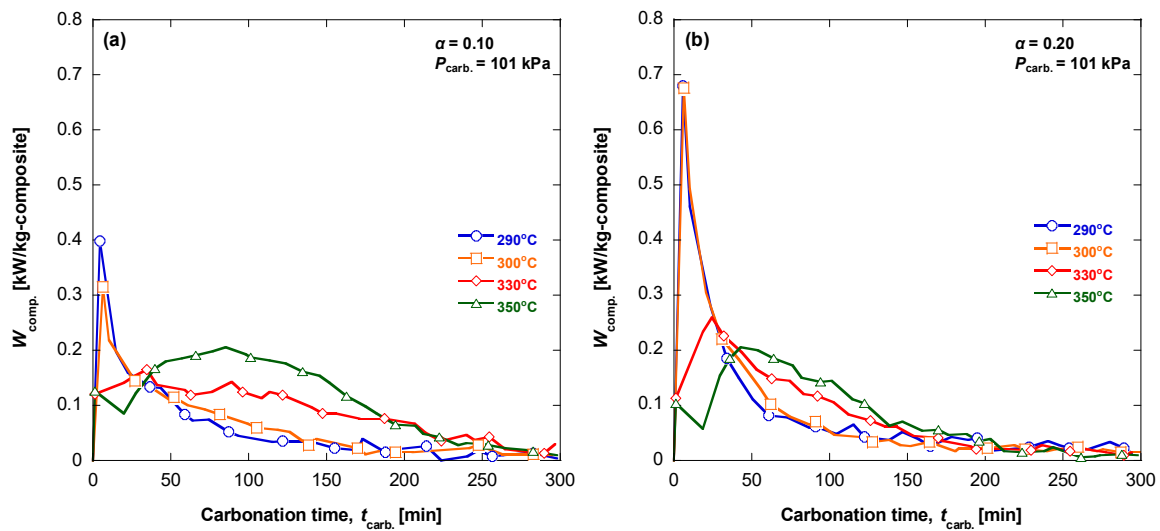 (a)
α = 0.10
Pcarb. = 101 kPa
0.8
0.7
0.6
0.5
0.4
0.3
0.2
0.1
0
Wcomp. [kW/kg-composite]
290°C
300°C
330°C
350°C
0 50 100 150 200 250 300
Carbonation time, tcarb. [min]
(b)
α = 0.20
Pcarb. = 101 kPa
0.8
0.7
0.6
0.5
0.4
0.3
0.2
0.1
0
Wcomp. [kW/kg-composite]
290°C
300°C
330°C
350°C
0 50 100 150 200 250 300
Carbonation time, tcarb. [min]